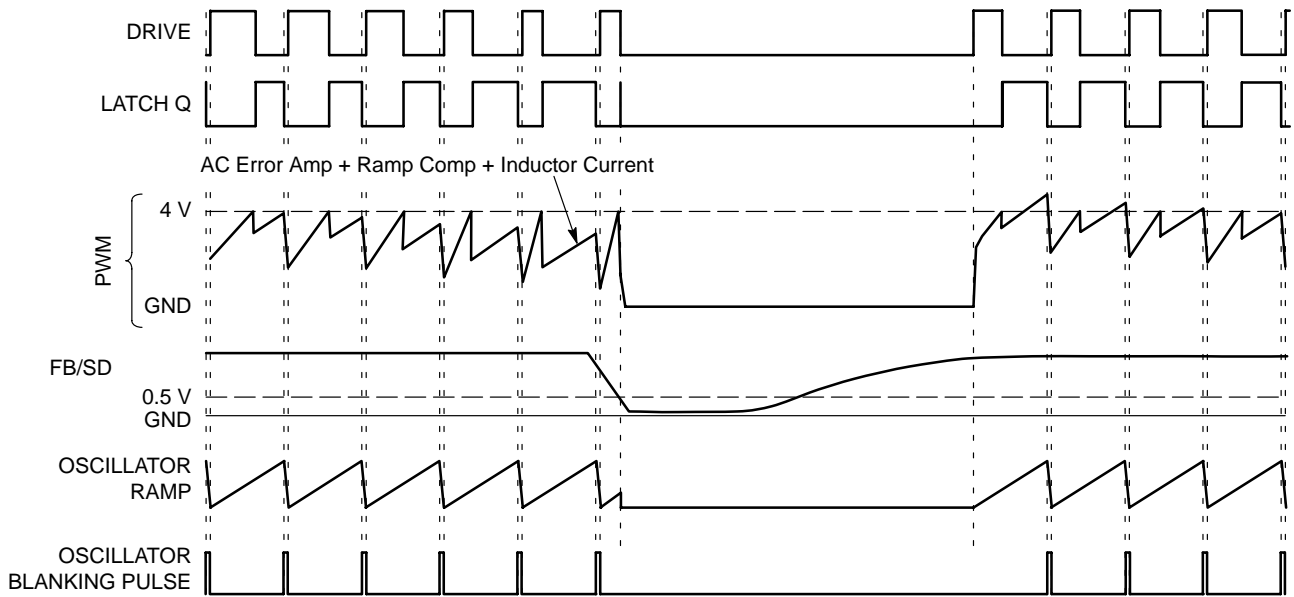 DRIVE
LATCH Q
AC Error Amp + Ramp Comp + Inductor Current
4 V
PWM
GND
FB/SD
0.5 V
GND
OSCILLATOR
RAMP
OSCILLATOR
BLANKING PULSE